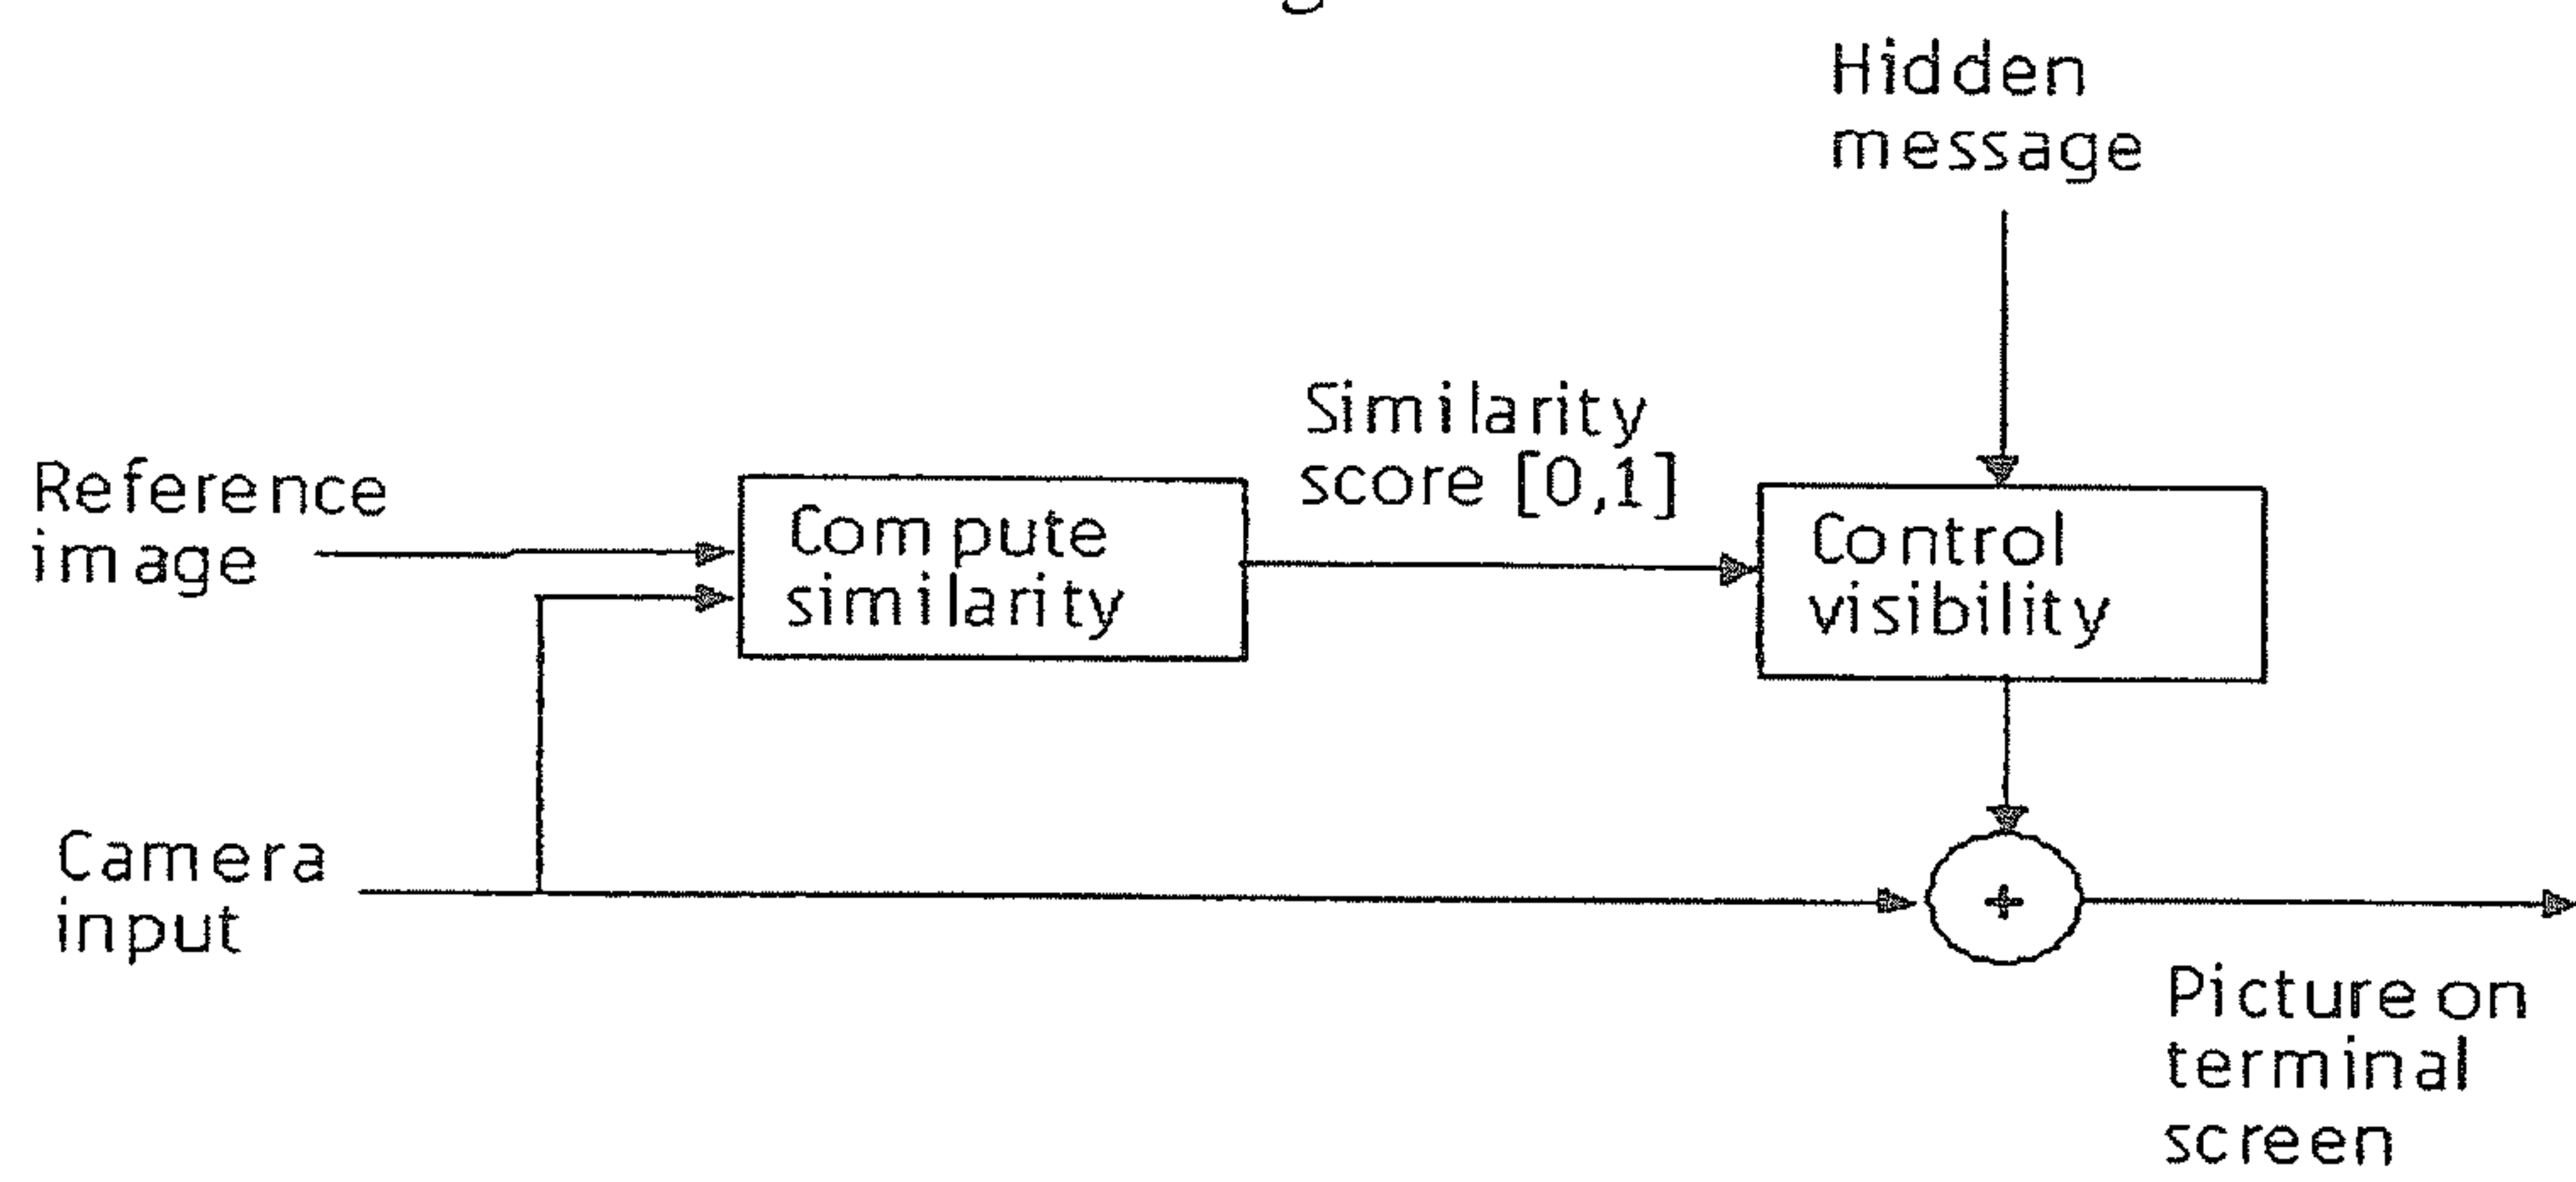 Hidden
message
Similarity
score [0,1]
Reference
image
Compute
similarity
Control
visibility
Camera
input
+
Picture on
terminal
screen